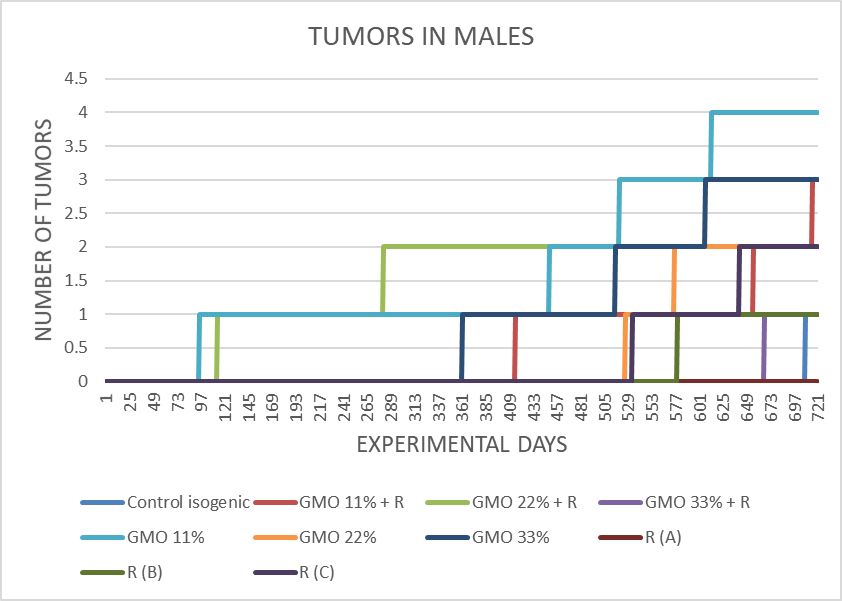 TUMORS IN MALES
4.5
4
3.5
3
2.5
2
1.5
1
0.5
0
NUMBER OF TUMORS
1 25 49 73 97 121 145 169 193 217 241 265 289 313 337 361 385 409 433 457 481 505 529 553 577 601 625 649 673 697 721
EXPERIMENTAL DAYS
Control isogenic GMO 11% + R GMO 22% + R GMO 33% + R
GMO 11% GMO 22% GMO 33% R (A)
R (B) R (C)